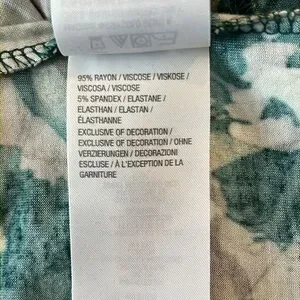 95% RAYON / VISCOSE / VISKOSE /
VISCOSA / VISCOSE
5% SPANDEX / ELASTANE /
ELASTHAN / ELASTAN /
ÉLASTHANNE
EXCLUSIVE OF DECORATION /
EXCLUSIVE OF DECORATION / OHNE
VERZIERUNGEN / DECORAZIONI
ESCLUSE / À L'EXCEPTION DE LA
GARNITURE